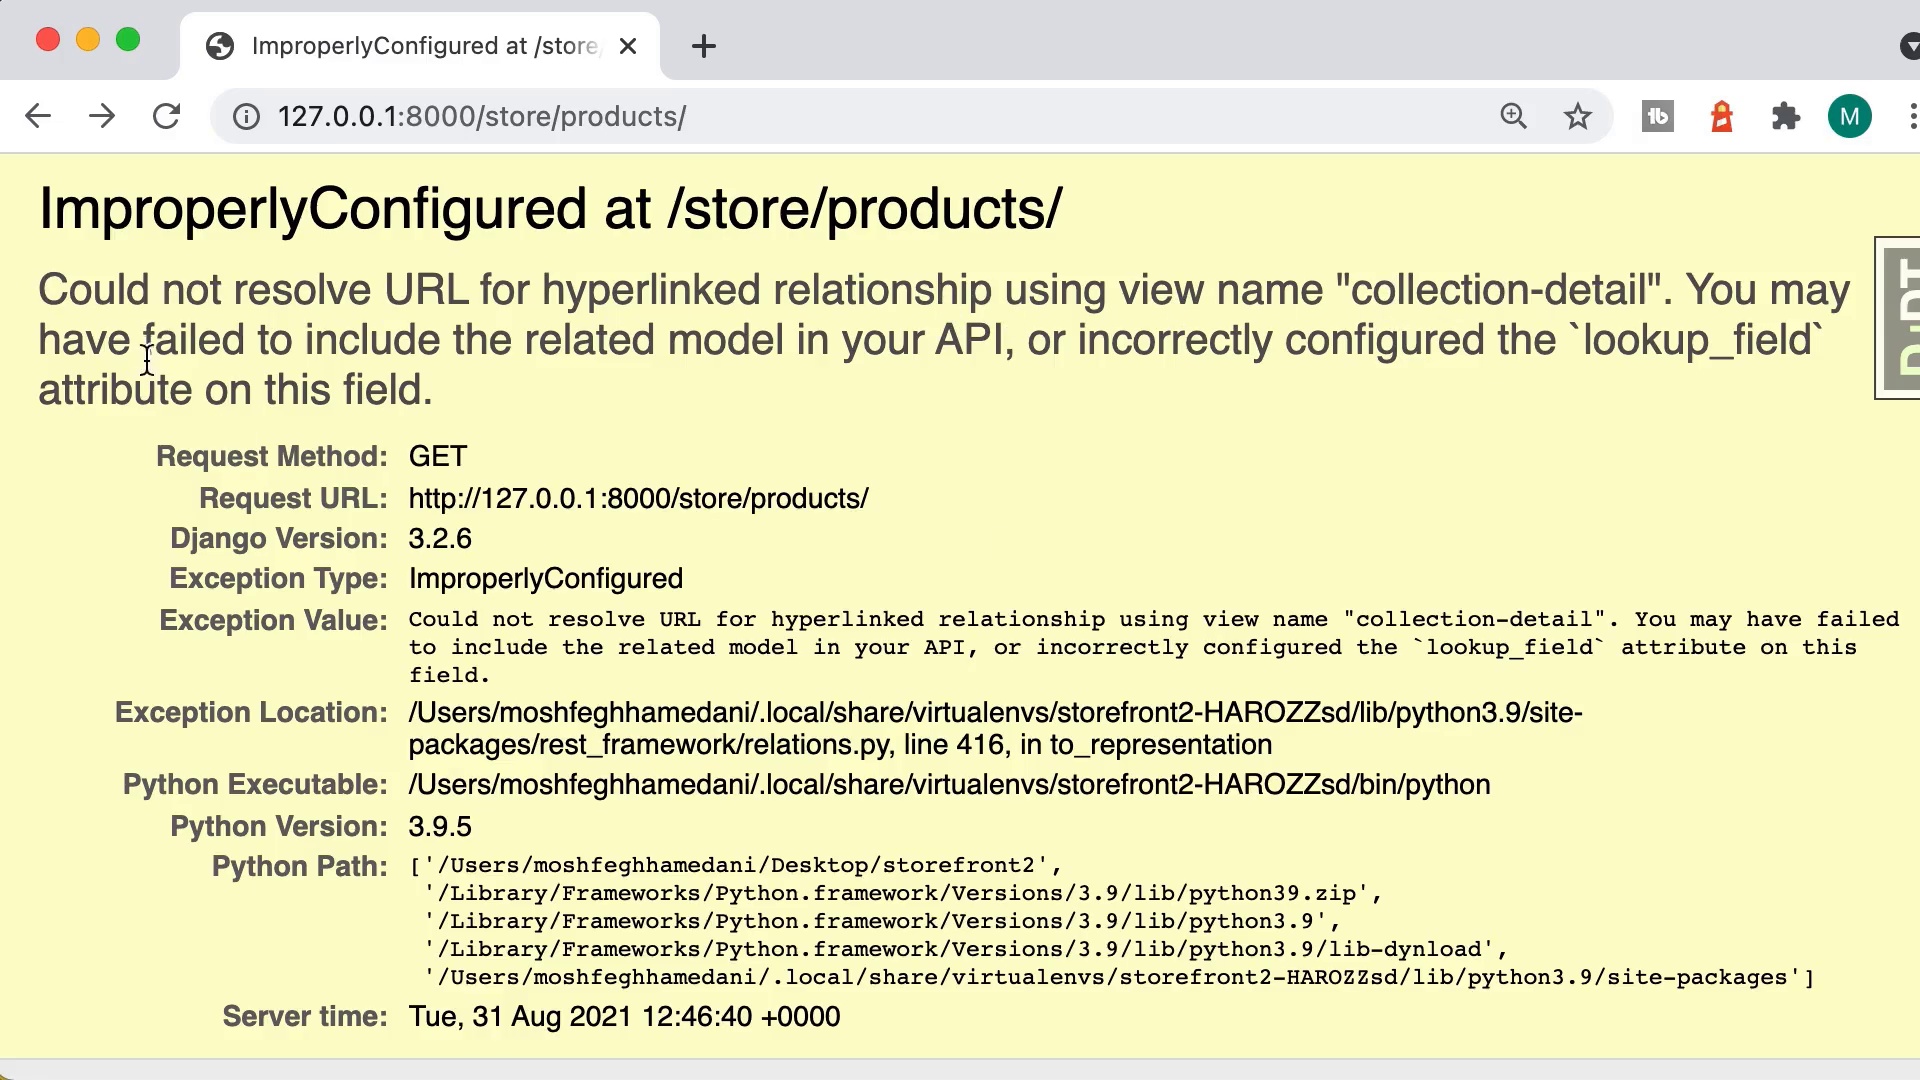 ImproperlyConfigured at /store/
127.0.0.1:8000/store/products/
M
ImproperlyConfigured at /store/products/
Could not resolve URL for hyperlinked relationship using view name "collection-detail". You may
have failed to include the related model in your API, or incorrectly configured the `lookup_field`
attribute on this field.
Request Method: GET
Request URL: http://127.0.0.1:8000/store/products/
Django Version: 3.2.6
Exception Type: ImproperlyConfigured
Exception Value: Could not resolve URL for hyperlinked relationship using view name "collection-detail". You may have failed
to include the related model in your API, or incorrectly configured the `lookup_field` attribute on this
field.
Exception Location: /Users/moshfeghhamedani/.local/share/virtualenvs/storefront2-HAROZZsd/lib/python3.9/site-
packages/rest_framework/relations.py, line 416, in to_representation
Python Executable: /Users/moshfeghhamedani/.local/share/virtualenvs/storefront2-HAROZZsd/bin/python
Python Version: 3.9.5
Python Path: ['/Users/moshfeghhamedani/Desktop/storefront2',
'/Library/Frameworks/Python.framework/Versions/3.9/lib/python39.zip',
'/Library/Frameworks/Python.framework/Versions/3.9/lib/python3.9',
'/Library/Frameworks/Python.framework/Versions/3.9/lib/python3.9/lib-dynload',
'/Users/moshfeghhamedani/.local/share/virtualenvs/storefront2-HAROZZsd/lib/python3.9/site-packages']
Server time: Tue, 31 Aug 2021 12:46:40 +0000